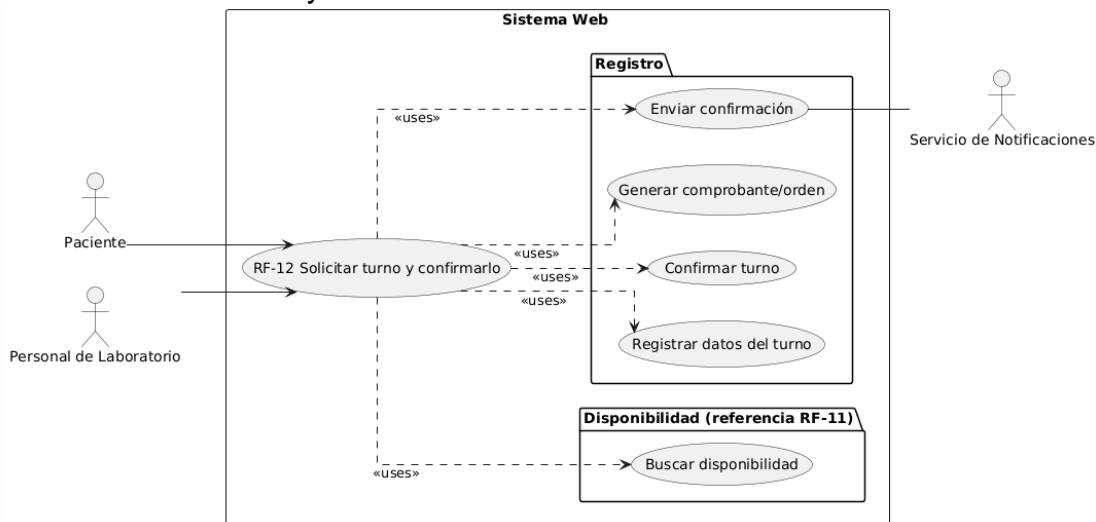 Sistema Web
Registro
Enviar confirmación
«uses»
Servicio de Notificaciones
Generar comprobante/orden
Paciente
«uses»
RF-12 Solicitar turno y confirmarlo
Confirmar turno
«uses»
«uses»
Registrar datos del turno
Personal de Laboratorio
Disponibilidad (referencia RF-11)
Buscar disponibilidad
«uses»